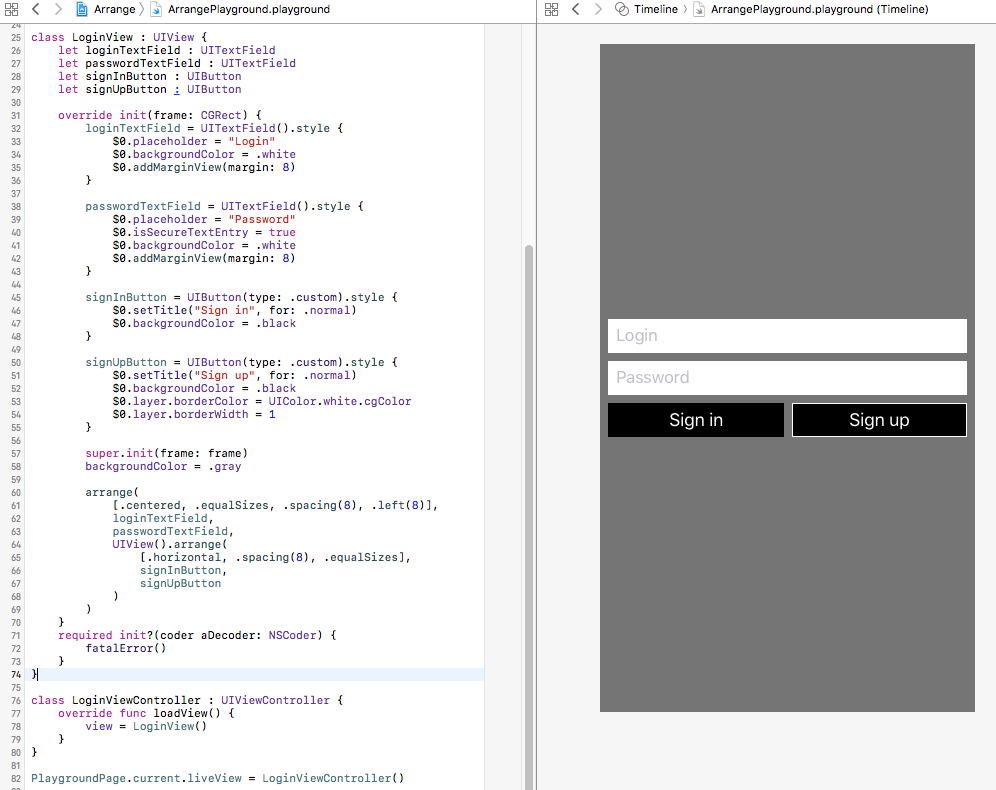 Arrange ArrangePlayground.playground
Timeline ArrangePlayground.playground (Timeline)
24
25 class LoginView : UIView {
26 let loginTextField : UITextField
27 let passwordTextField : UITextField
28 let signInButton : UIButton
29 let signUpButton : UIButton
30
31 override init(frame: CGRect) {
32 loginTextField = UITextField().style {
33 $0.placeholder = "Login"
34 $0.backgroundColor = .white
35 $0.addMarginView(margin: 8)
36 }
37
38 passwordTextField = UITextField().style {
39 $0.placeholder = "Password"
40 $0.isSecureTextEntry = true
41 $0.backgroundColor = .white
42 $0.addMarginView(margin: 8)
43 }
44
45 signInButton = UIButton(type: .custom).style {
46 $0.setTitle("Sign in", for: .normal)
47 $0.backgroundColor = .black
48 }
49
50 signUpButton = UIButton(type: .custom).style {
51 $0.setTitle("Sign up", for: .normal)
52 $0.backgroundColor = .black
53 $0.layer.borderColor = UIColor.white.cgColor
54 $0.layer.borderWidth = 1
55 }
56
57 super.init(frame: frame)
58 backgroundColor = .gray
59
60 arrange(
61 [.centered, .equalSizes, .spacing(8), .left(8)],
62 loginTextField,
63 passwordTextField,
64 UIView().arrange(
65 [.horizontal, .spacing(8), .equalSizes],
66 signInButton,
67 signUpButton
68 )
69 )
70 }
71 required init?(coder aDecoder: NSCoder) {
72 fatalError()
73 }
74 }
75
76 class LoginViewController : UIViewController {
77 override func loadView() {
78 view = LoginView()
79 }
80 }
81
82 PlaygroundPage.current.liveView = LoginViewController()
Login
Password
Sign in Sign up